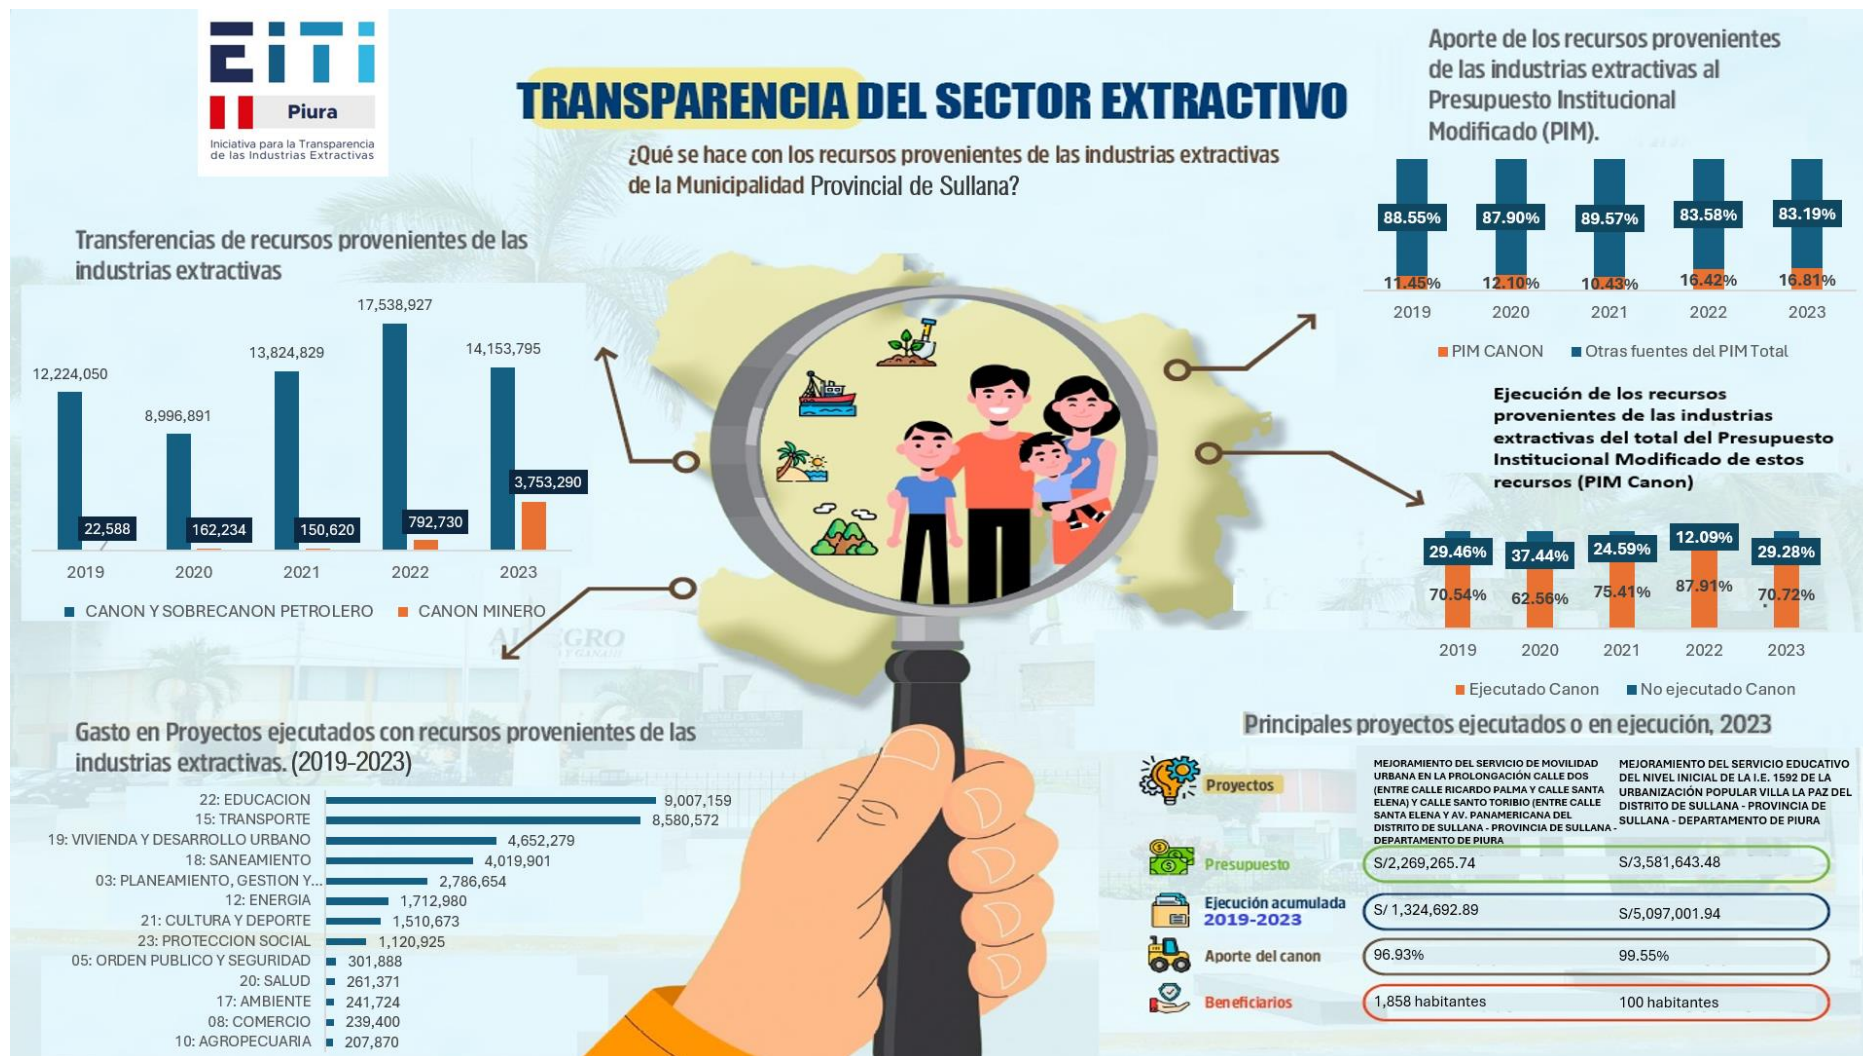 EITI
Piura
Iniciativa para la Transparencia
de las Industrias Extractivas
TRANSPARENCIA DEL SECTOR EXTRACTIVO
¿Qué se hace con los recursos provenientes de las industrias extractivas
de la Municipalidad Provincial de Sullana?
Transferencias de recursos provenientes de las
industrias extractivas
12,224,050
8,996,891
13,824,829
17,538,927
14,153,795
22,588
162,234
150,620
792,730
3,753,290
2019 2020 2021 2022 2023
CANON Y SOBRECANON PETROLERO CANON MINERO
Aporte de los recursos provenientes
de las industrias extractivas al
Presupuesto Institucional
Modificado (PIM).
88.55% 87.90% 89.57% 83.58% 83.19%
11.45% 12.10% 10.43% 16.42% 16.81%
2019 2020 2021 2022 2023
PIM CANON Otras fuentes del PIM Total
Ejecución de los recursos
provenientes de las industrias
extractivas del total del Presupuesto
Institucional Modificado de estos
recursos (PIM Canon)
29.46% 37.44% 24.59% 12.09% 29.28%
70.54% 62.56% 75.41% 87.91% 70.72%
2019 2020 2021 2022 2023
Ejecutado Canon No ejecutado Canon
Gasto en Proyectos ejecutados con recursos provenientes de las
industrias extractivas. (2019-2023)
22: EDUCACION 9,007,159
15: TRANSPORTE 8,580,572
19: VIVIENDA Y DESARROLLO URBANO 4,652,279
18: SANEAMIENTO 4,019,901
03: PLANEAMIENTO, GESTION Y... 2,786,654
12: ENERGIA 1,712,980
21: CULTURA Y DEPORTE 1,510,673
23: PROTECCION SOCIAL 1,120,925
05: ORDEN PUBLICO Y SEGURIDAD 301,888
20: SALUD 261,371
17: AMBIENTE 241,724
08: COMERCIO 239,400
10: AGROPECUARIA 207,870
Principales proyectos ejecutados o en ejecución, 2023
Proyectos
MEJORAMIENTO DEL SERVICIO DE MOVILIDAD
URBANA EN LA PROLONGACIÓN CALLE DOS
(ENTRE CALLE RICARDO PALMA Y CALLE SANTA
ELENA) Y CALLE SANTO TORIBIO (ENTRE CALLE
SANTA ELENA Y AV. PANAMERICANA DEL
DISTRITO DE SULLANA - PROVINCIA DE SULLANA -
DEPARTAMENTO DE PIURA
MEJORAMIENTO DEL SERVICIO EDUCATIVO
DEL NIVEL INICIAL DE LA I.E. 1592 DE LA
URBANIZACIÓN POPULAR VILLA LA PAZ DEL
DISTRITO DE SULLANA - PROVINCIA DE
SULLANA - DEPARTAMENTO DE PIURA
Presupuesto S/2,269,265.74 S/3,581,643.48
Ejecución acumulada
2019-2023
S/ 1,324,692.89 S/5,097,001.94
Aporte del canon 96.93% 99.55%
Beneficiarios 1,858 habitantes 100 habitantes